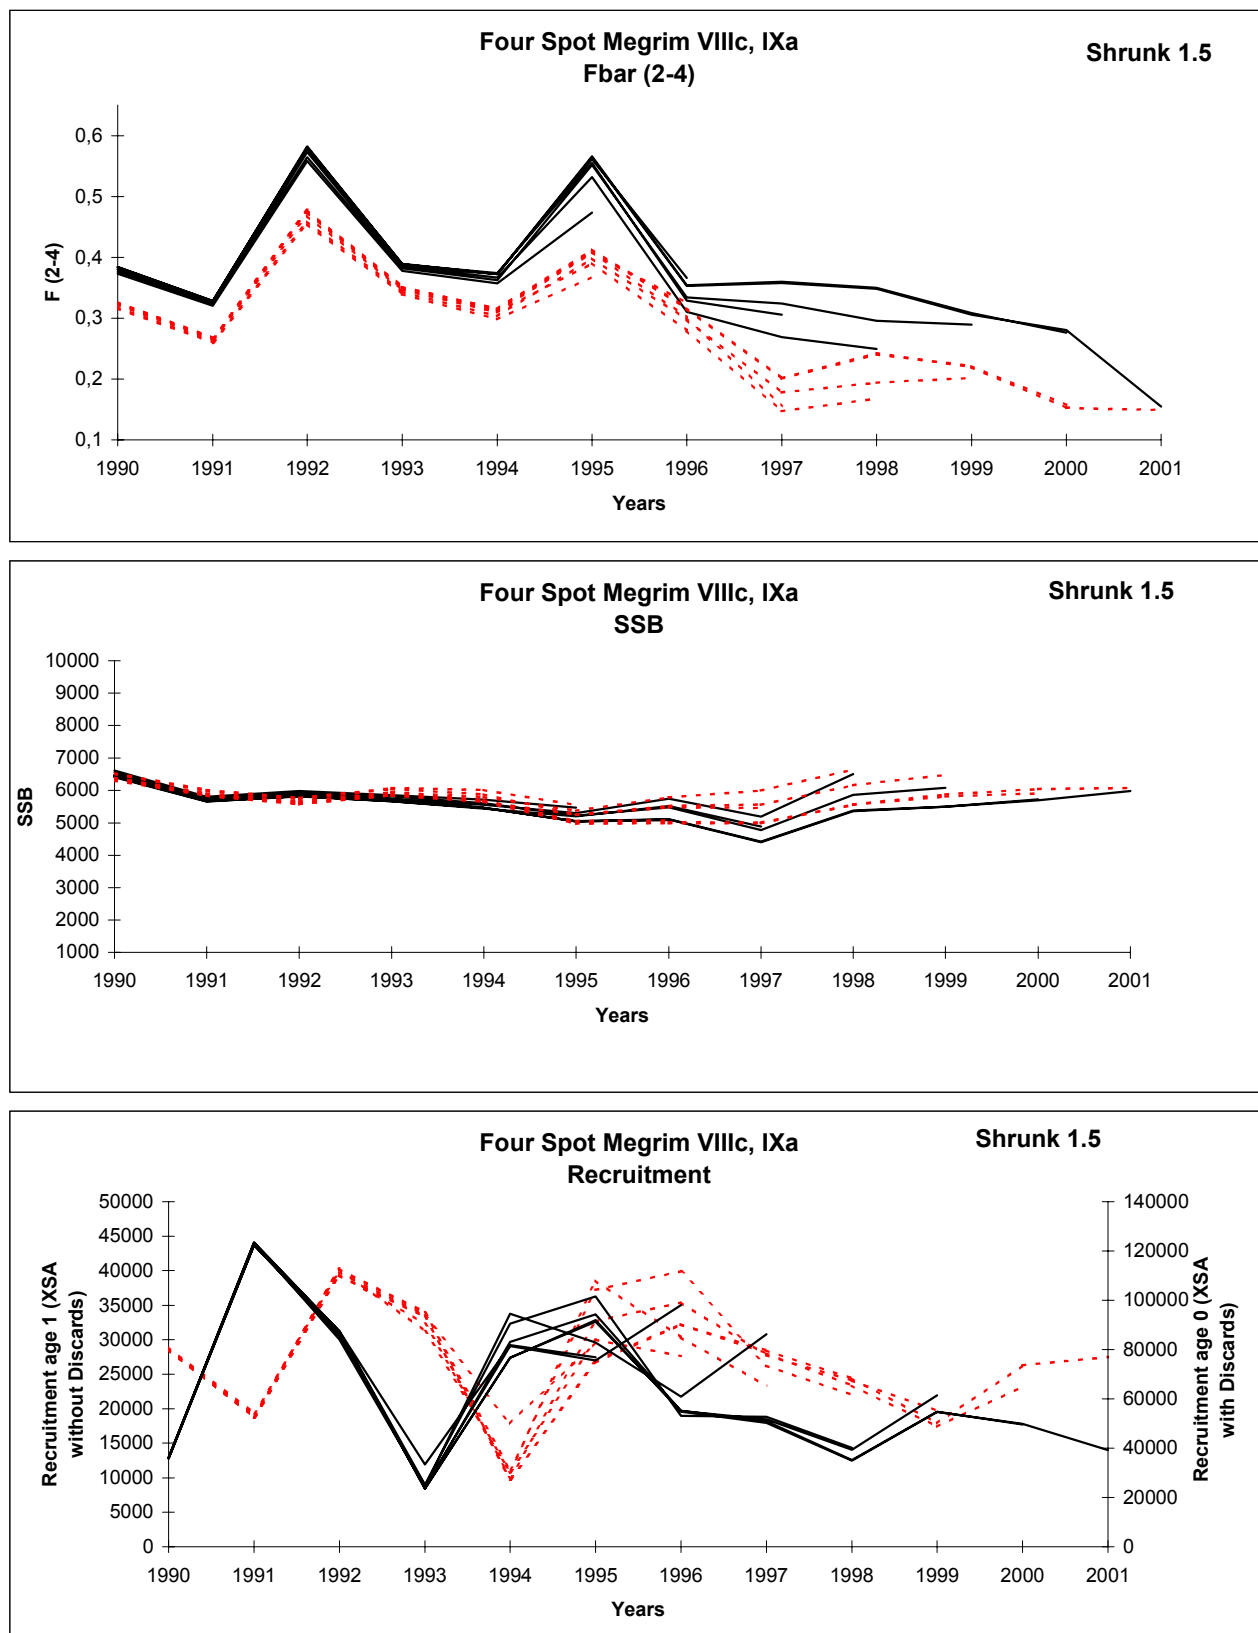 Four Spot Megrim VIIIc, IXa
Fbar (2-4)
Shrunk 1.5
F (2-4)
0,6
0,5
0,4
0,3
0,2
0,1
1990 1991 1992 1993 1994 1995 1996 1997 1998 1999 2000 2001
Years
Four Spot Megrim VIIIc, IXa
SSB
Shrunk 1.5
SSB
10000
9000
8000
7000
6000
5000
4000
3000
2000
1000
1990 1991 1992 1993 1994 1995 1996 1997 1998 1999 2000 2001
Years
Four Spot Megrim VIIIc, IXa
Recruitment
Shrunk 1.5
Recruitment age 1 (XSA
without Discards)
50000
45000
40000
35000
30000
25000
20000
15000
10000
5000
0
140000
120000
100000
80000
60000
40000
20000
0
Recruitment age 0 (XSA
with Discards)
1990 1991 1992 1993 1994 1995 1996 1997 1998 1999 2000 2001
Years